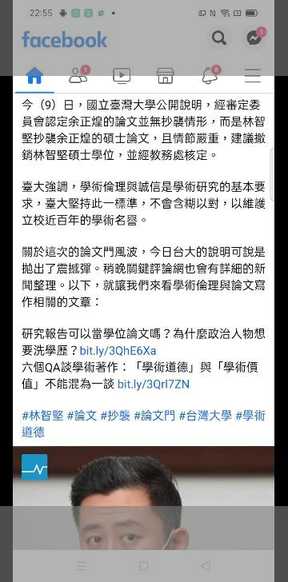 22:55
facebook
今（9）日，國立臺灣大學公開說明，經審定委
員會認定余正煌的論文並無抄襲情形，而是林智
堅抄襲余正煌的碩士論文，且情節嚴重，建議撤
銷林智堅碩士學位，並經教務處核定。
臺大強調，學術倫理與誠信是學術研究的基本要
求，臺大堅持此一標準，不會含糊以對，以維護
立校近百年的學術名譽。
關於這次的論文門風波，今日台大的說明可說是
拋出了震撼彈。稍晚關鍵評論網也會有詳細的新
聞整理。以下，就讓我們來看學術倫理與論文寫
作相關的文章：
研究報告可以當學位論文嗎？為什麼政治人物想
要洗學歷？bit.ly/3QhE6Xa
六個QA談學術著作：「學術道德」與「學術價
值」不能混為一談 bit.ly/3Qrl7ZN
#林智堅 #論文 #抄襲 #論文門 #台灣大學 #學術
道德